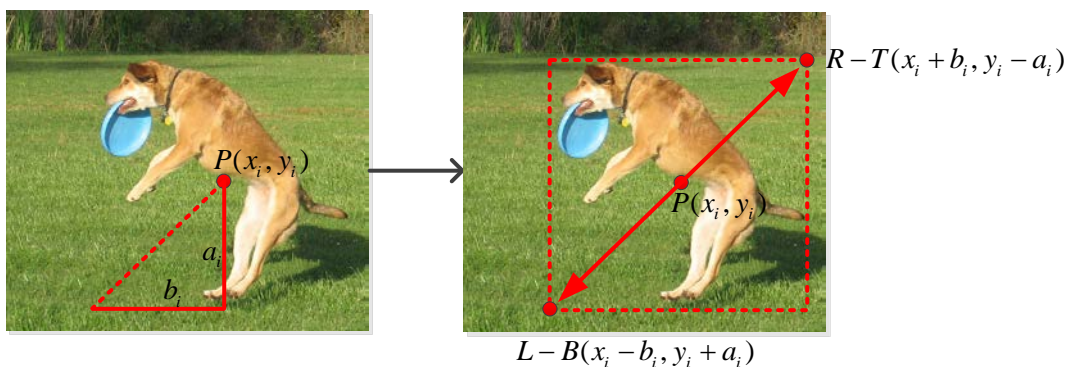 P(x_i, y_i)
a_i
b_i
R – T(x_i + b_i, y_i – a_i)
P(x_i, y_i)
L – B(x_i – b_i, y_i + a_i)